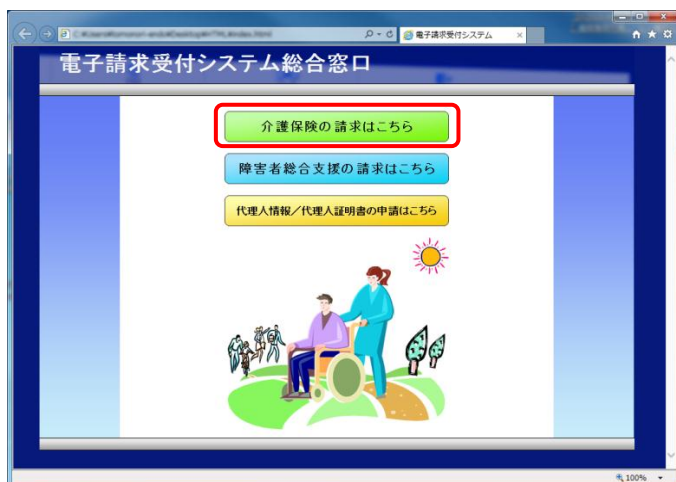 電子請求受付システム
電子請求受付システム総合窓口
介護保険の請求はこちら
障害者総合支援の請求はこちら
代理人情報／代理人証明書の申請はこちら
100%